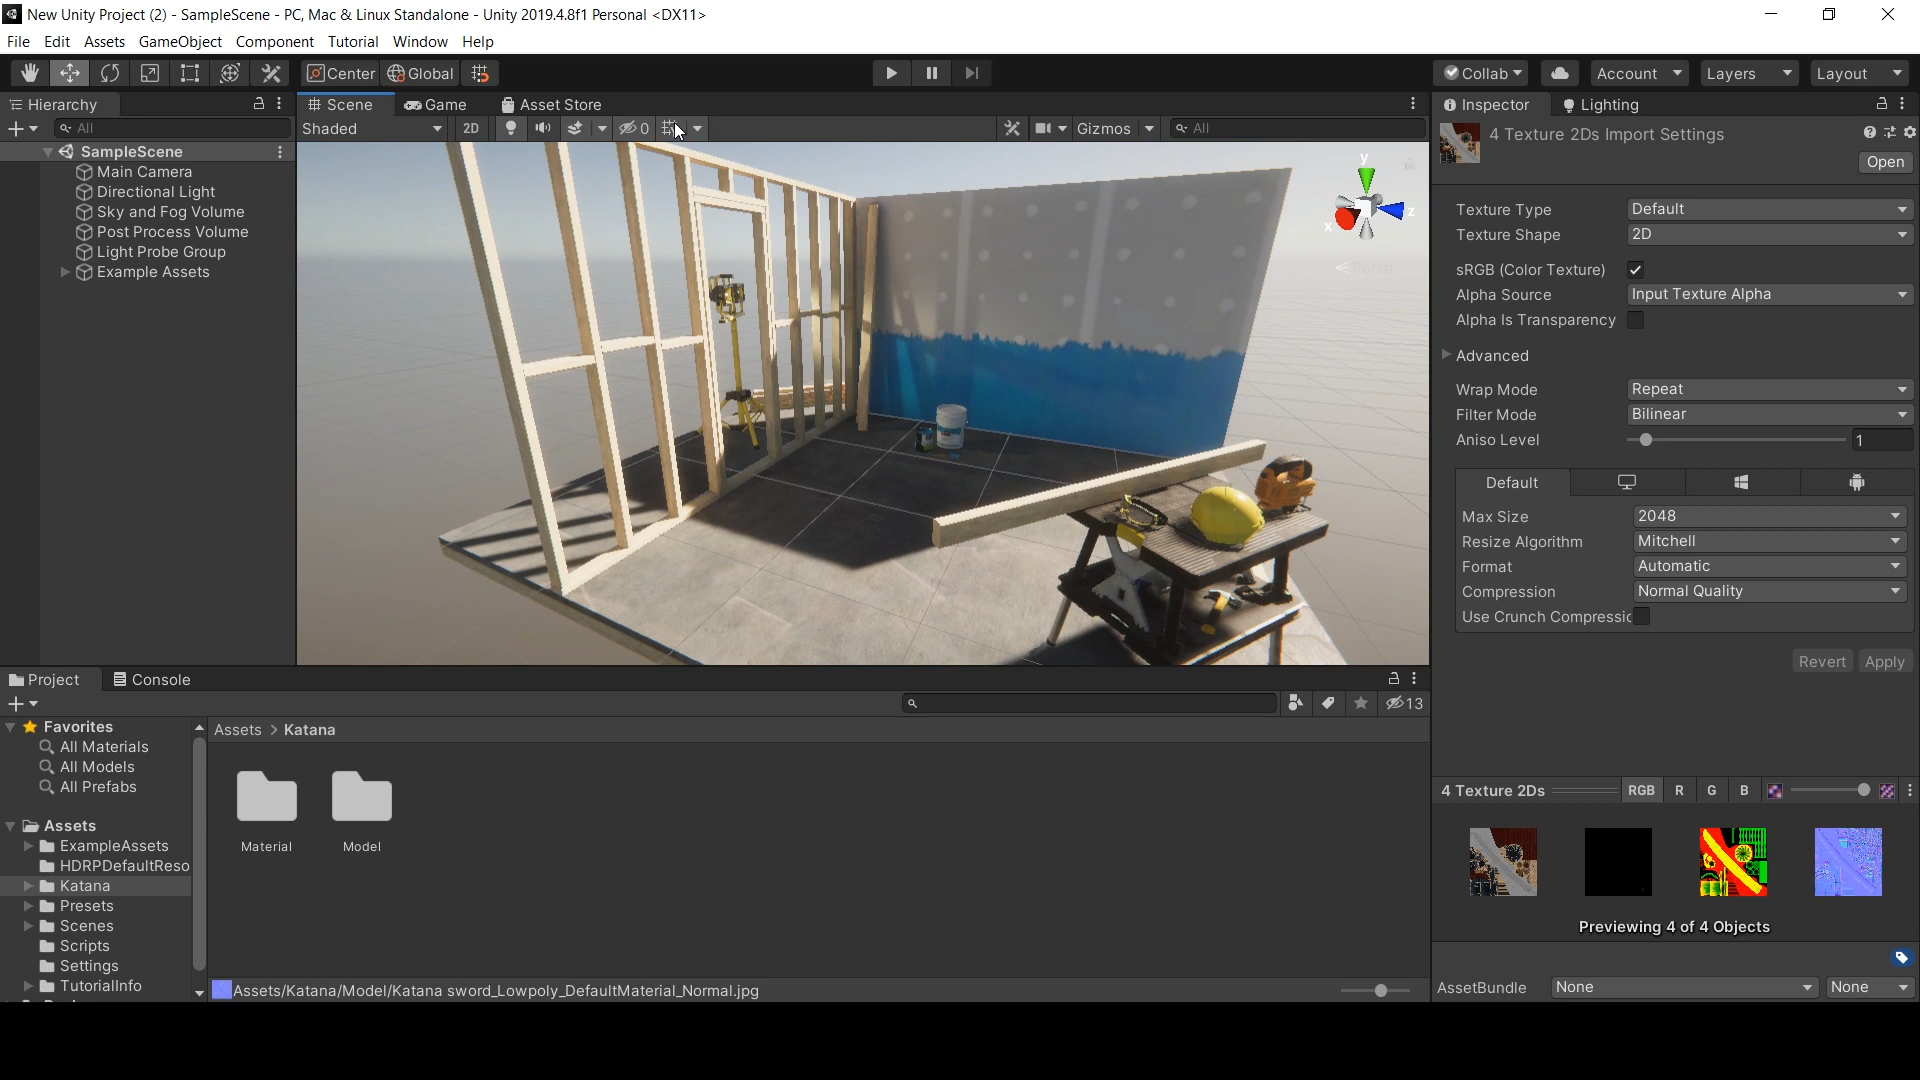 New Unity Project (2) - SampleScene - PC, Mac & Linux Standalone - Unity 2019.4.8f1 Personal <DX11>
File Edit Assets GameObject Component Tutorial Window Help
Center Global Collab Account Layers Layout
Hierarchy
All
SampleScene
Main Camera
Directional Light
Sky and Fog Volume
Post Process Volume
Light Probe Group
Example Assets
Scene Game Asset Store
Shaded 2D 0 Gizmos All
y
x z
Persp
Inspector Lighting
4 Texture 2Ds Import Settings
Open
Texture Type Default
Texture Shape 2D
sRGB (Color Texture)
Alpha Source Input Texture Alpha
Alpha Is Transparency
Advanced
Wrap Mode Repeat
Filter Mode Bilinear
Aniso Level 1
Default
Max Size 2048
Resize Algorithm Mitchell
Format Automatic
Compression Normal Quality
Use Crunch Compressic
Revert Apply
4 Texture 2Ds RGB R G B
Previewing 4 of 4 Objects
AssetBundle None None
Project Console
13
Favorites
All Materials
All Models
All Prefabs
Assets
ExampleAssets
HDRPDefaultReso
Katana
Presets
Scenes
Scripts
Settings
TutorialInfo
Assets > Katana
Material Model
Assets/Katana/Model/Katana sword_Lowpoly_DefaultMaterial_Normal.jpg